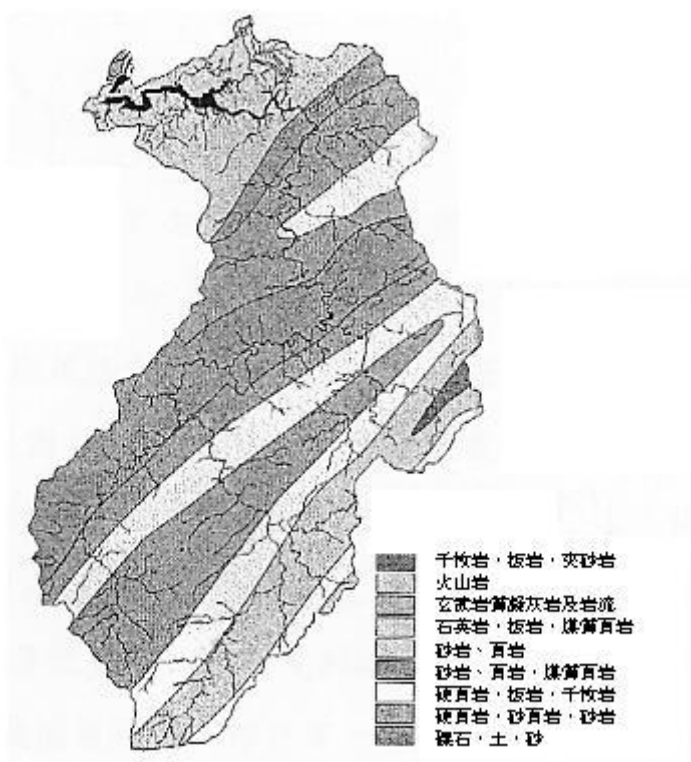 千枚岩，板岩，夾砂岩
火山岩
玄武岩質凝灰岩及岩流
石英岩，板岩，煤質頁岩
砂岩、頁岩
砂岩、頁岩，煤質頁岩
硬頁岩，板岩，千枚岩
硬頁岩，砂頁岩，砂岩
礫石，土，砂